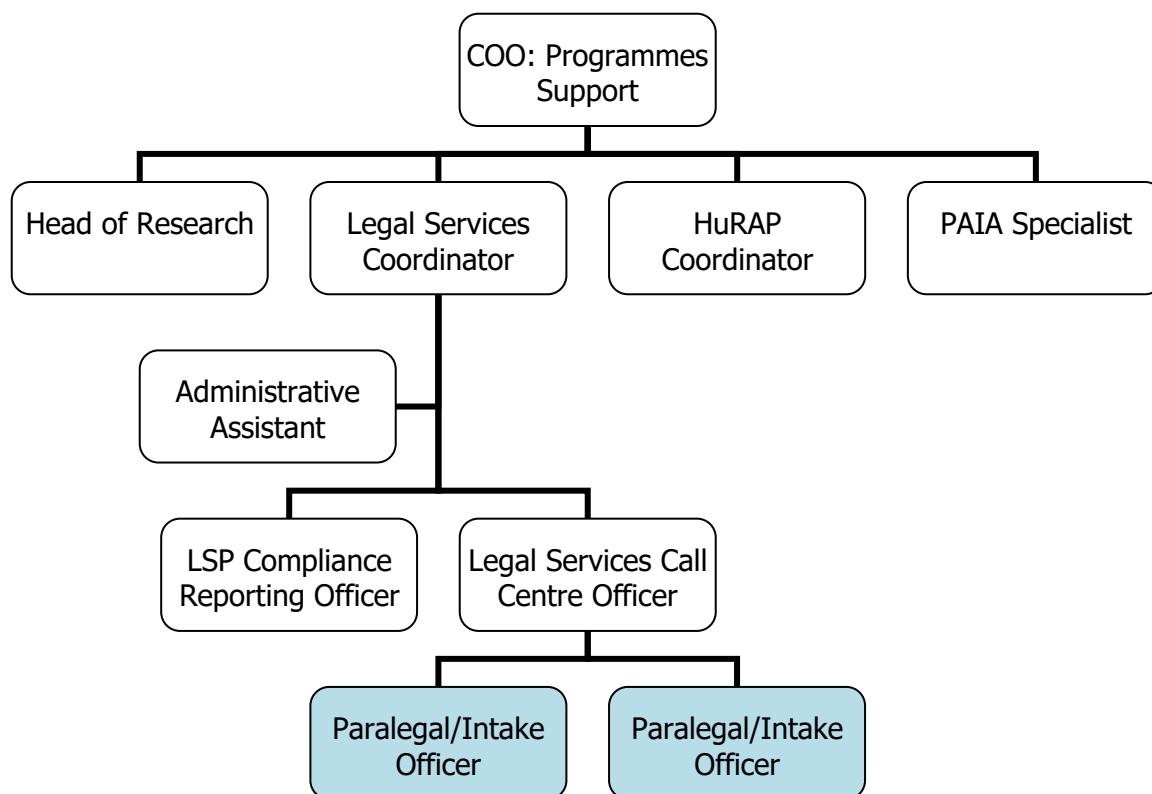 COO: Programmes
Support
Head of Research
Legal Services
Coordinator
HuRAP
Coordinator
PAIA Specialist
Administrative
Assistant
LSP Compliance
Reporting Officer
Legal Services Call
Centre Officer
Paralegal/Intake
Officer
Paralegal/Intake
Officer